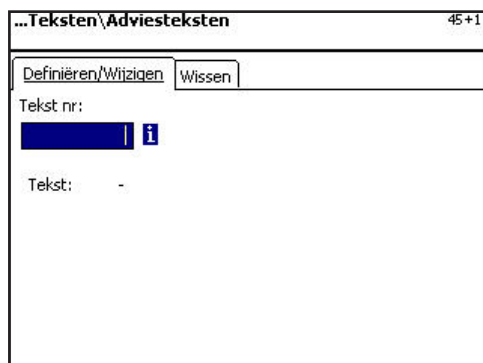 ...Teksten\Adviesteksten 45+1
Definiëren/Wijzigen Wissen
Tekst nr:
i
Tekst: -